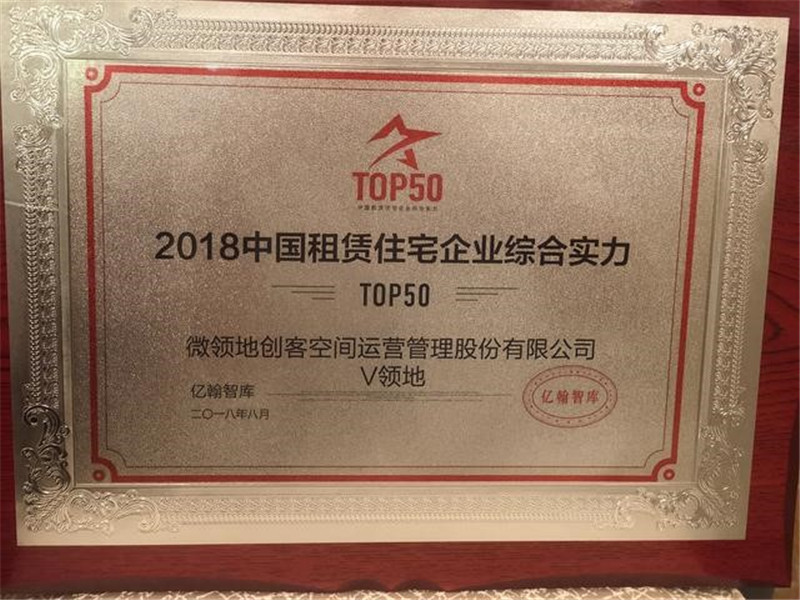 TOP50
2018中国租赁住宅企业综合实力
TOP50
微领地创客空间运营管理股份有限公司
V领地
亿翰智库
二〇一八年八月
亿翰智库